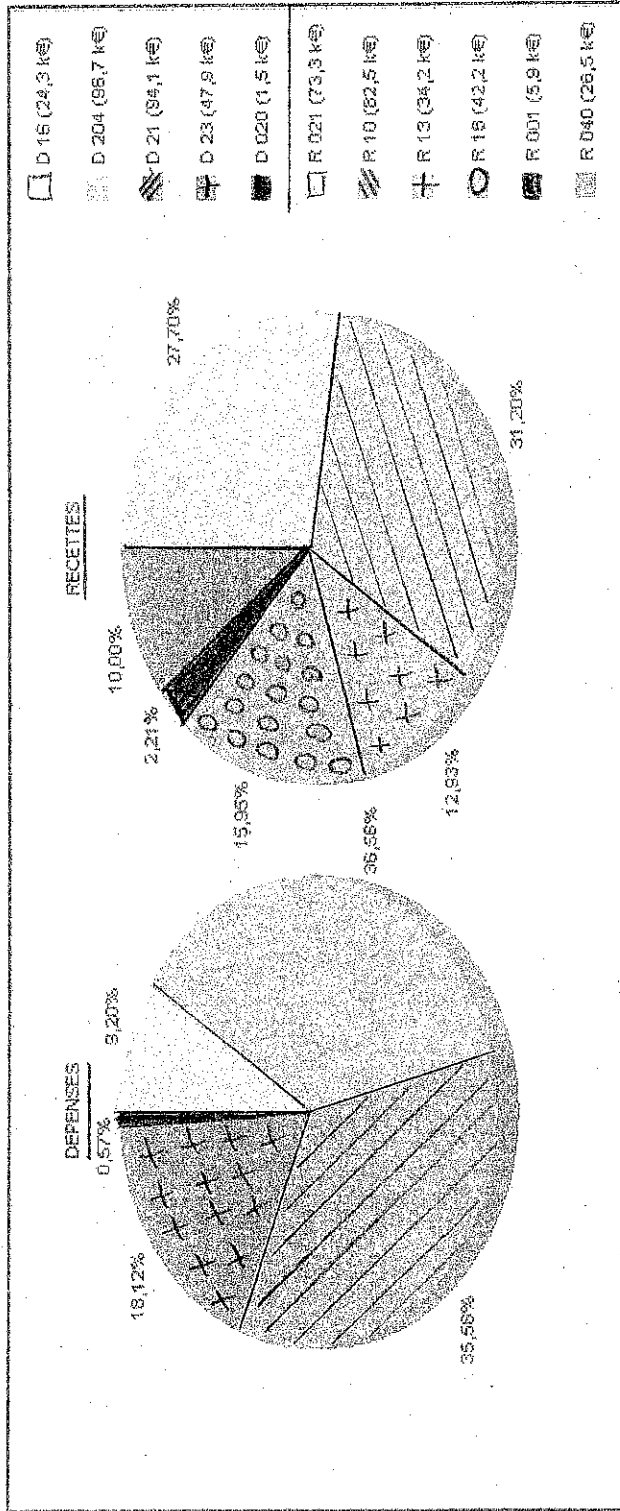 DEPENSES
0,57%
9,20%
18,12%
36,56%
35,56%
RECETTES
10,00%
27,70%
2,21%
15,95%
12,93%
31,20%
D 16 (24,3 k€)
D 204 (96,7 k€)
D 21 (94,1 k€)
D 23 (47,9 k€)
D 020 (1,5 k€)
R 021 (73,3 k€)
R 10 (82,5 k€)
R 13 (34,2 k€)
R 16 (42,2 k€)
R 001 (5,9 k€)
R 040 (26,5 k€)